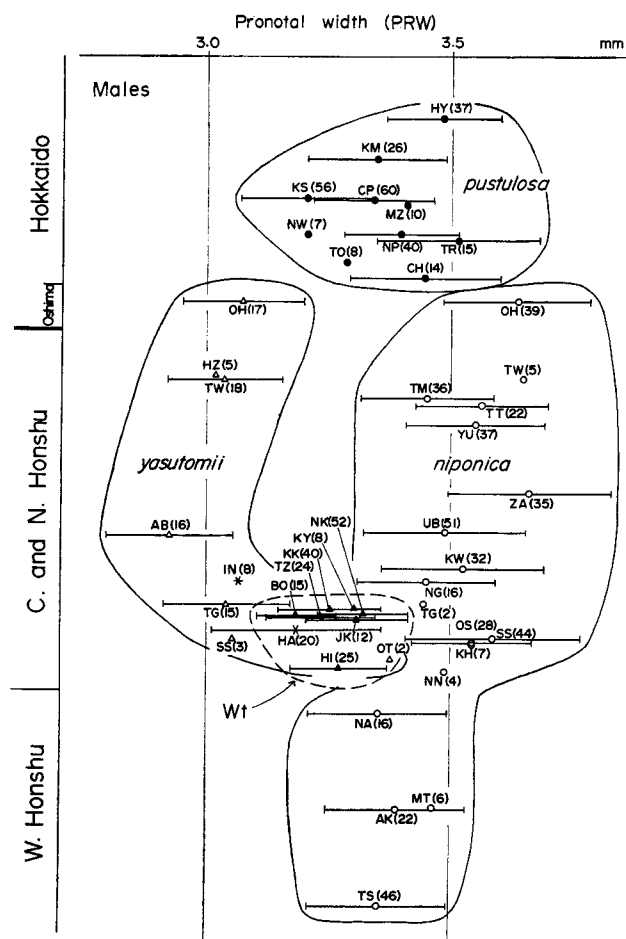 Pronotal width (PRW)
3.0 3.5 mm
Males
Hokkaido
Oshima
C. and N. Honshu
W. Honshu
HY(37)
KM(26)
KS(56) CP(60) pustulosa
MZ(10)
NW(7)
NP(40) TR(15)
TO(8)
CH(14)
OH(17) OH(39)
HZ(5) TW(5)
TW(18) TM(36)
TT(22)
YU(37)
yasutomii niponica
ZA(35)
NK(52)
AB(16) UB(51)
KY(8)
KK(40)
IN(8) TZ(24) KW(32)
*
BO(15) NG(16)
TG(15) TG(2)
HA(20) JK(12) OS(28) SS(44)
SS(3) OT(2) KH(7)
HI(25)
NN(4)
Wt
NA(16)
MT(6)
AK(22)
TS(46)